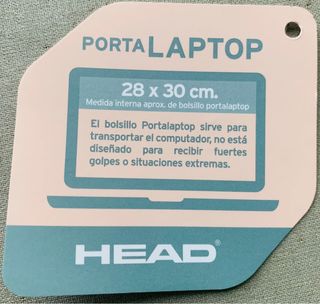 PORTALAPTOP
28 x 30 cm.
Medida interna aprox. de bolsillo portalaptop
El bolsillo Portalaptop sirve para
transportar el computador, no está
diseñado para recibir fuertes
golpes o situaciones extremas.
HEAD®